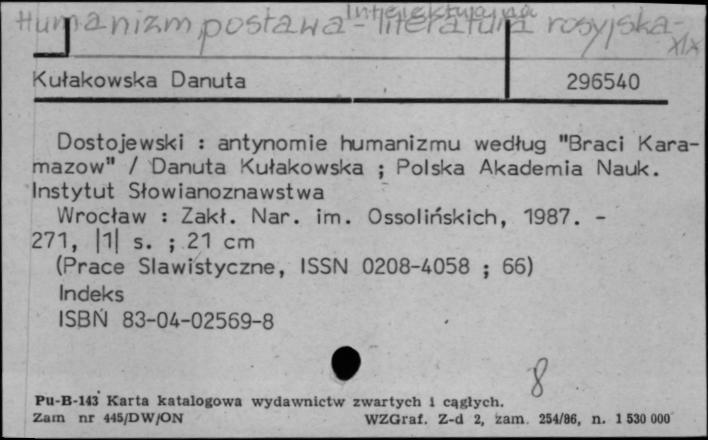 intelektualna
Humanizm, postawa - literatura rosyjska -
XIX
Kułakowska Danuta 296540
Dostojewski : antynomie humanizmu według "Braci Kara-
mazow" / Danuta Kułakowska ; Polska Akademia Nauk.
Instytut Słowianoznawstwa
Wrocław : Zakł. Nar. im. Ossolińskich, 1987. -
271, |1| s. ; 21 cm
(Prace Slawistyczne, ISSN 0208-4058 ; 66)
Indeks
ISBN 83-04-02569-8
8
Pu-B-143 Karta katalogowa wydawnictw zwartych i cągłych.
Zam nr 445/DW/ON WZGraf. Z-d 2, zam. 254/86, n. 1 530 000